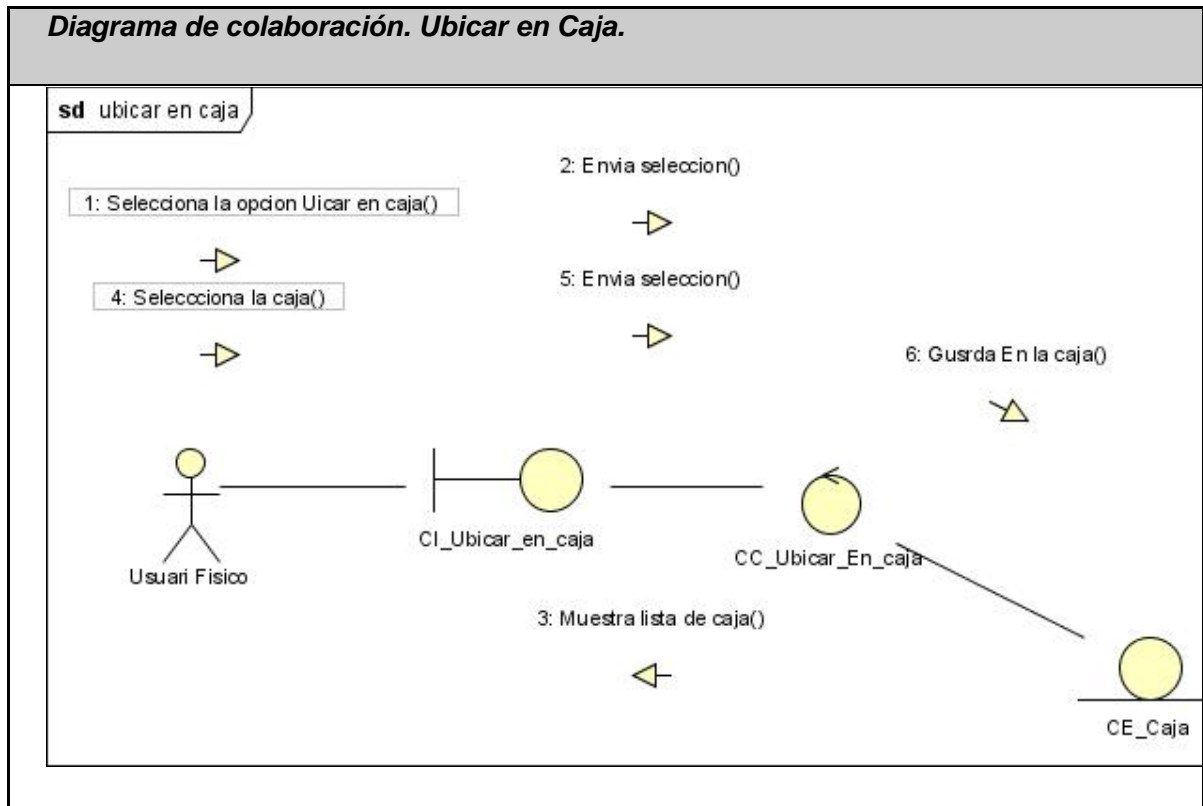 Diagrama de colaboración. Ubicar en Caja.
sd ubicar en caja
2: Envia seleccion()
1: Selecciona la opcion Uicar en caja()
5: Envia seleccion()
4: Seleccciona la caja()
6: Gusrda En la caja()
CI_Ubicar_en_caja
CC_Ubicar_En_caja
Usuari Fisico
3: Muestra lista de caja()
CE_Caja